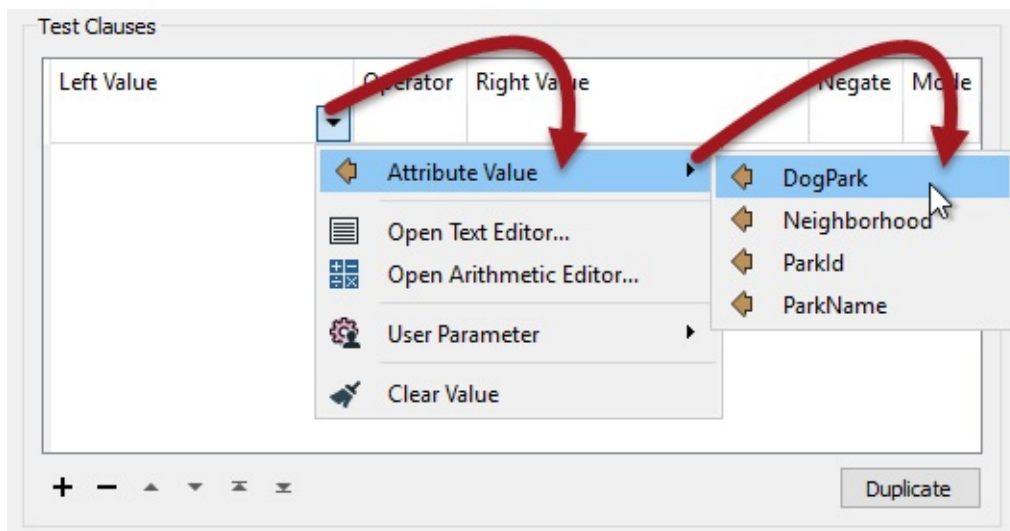 Test Clauses
Left Value Operator Right Value Negate Mode
Attribute Value
DogPark
Neighborhood
ParkId
ParkName
Open Text Editor...
Open Arithmetic Editor...
User Parameter
Clear Value
Duplicate